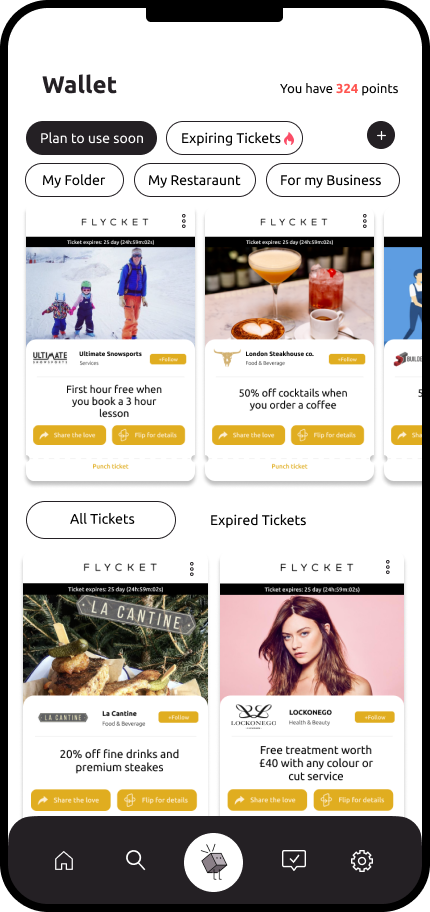 Wallet
You have 324 points
Plan to use soon
Expiring Tickets
+
My Folder
My Restaraunt
For my Business
FLYCKET
FLYCKET
Ticket expires: 25 day (24h:59m:02s)
Ticket expires: 25 day (24h:59m:02s)
ULTIMATE
SNOWSPORTS
Ultimate Snowsports
Services
+Follow
London Steakhouse co.
Food & Beverage
+Follow
BUILD
First hour free when
you book a 3 hour
lesson
50% off cocktails when
you order a coffee
5
Share the love
Flip for details
Share the love
Flip for details
Sh
Punch ticket
Punch ticket
All Tickets
Expired Tickets
FLYCKET
FLYCKET
Ticket expires: 25 day (24h:59m:02s)
Ticket expires: 25 day (24h:59m:02s)
LA CANTINE
LA CANTINE
La Cantine
Food & Beverage
+Follow
LOCKONEGO
LOCKONEGO
Health & Beauty
+Follow
20% off fine drinks and
premium steakes
Free treatment worth
£40 with any colour or
cut service
Share the love
Flip for details
Share the love
Flip for details